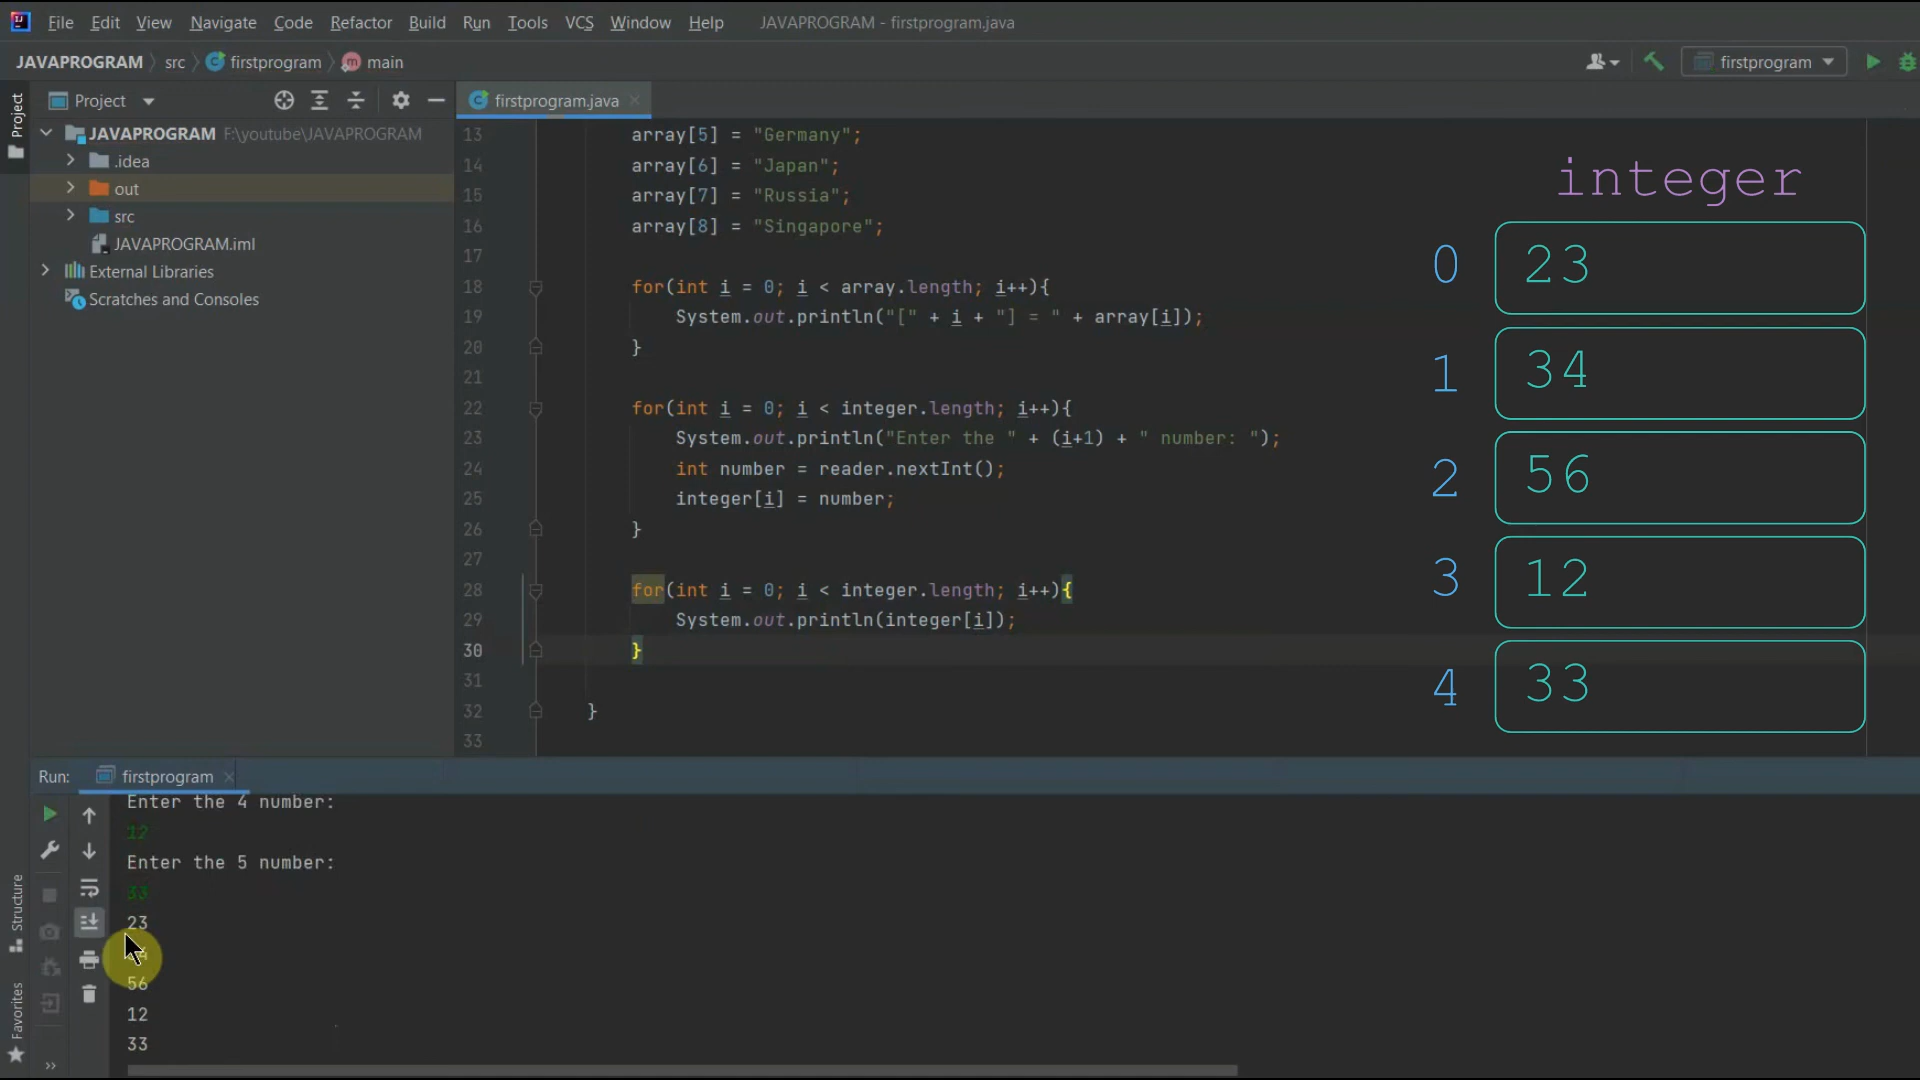 File Edit View Navigate Code Refactor Build Run Tools VCS Window Help JAVAPROGRAM - firstprogram.java
JAVAPROGRAM src firstprogram main
firstprogram
Project
Project
firstprogram.java
JAVAPROGRAM F:\youtube\JAVAPROGRAM
.idea
out
src
JAVAPROGRAM.iml
External Libraries
Scratches and Consoles
13 array[5] = "Germany";
14 array[6] = "Japan";
15 array[7] = "Russia";
16 array[8] = "Singapore";
17
18 for(int i = 0; i < array.length; i++){
19 System.out.println("[" + i + "] = " + array[i]);
20 }
21
22 for(int i = 0; i < integer.length; i++){
23 System.out.println("Enter the " + (i+1) + " number: ");
24 int number = reader.nextInt();
25 integer[i] = number;
26 }
27
28 for(int i = 0; i < integer.length; i++){
29 System.out.println(integer[i]);
30 }
31
32 }
33
integer
0 23
1 34
2 56
3 12
4 33
Run: firstprogram
Enter the 4 number:
12
Enter the 5 number:
33
23
56
12
33
Structure
Favorites